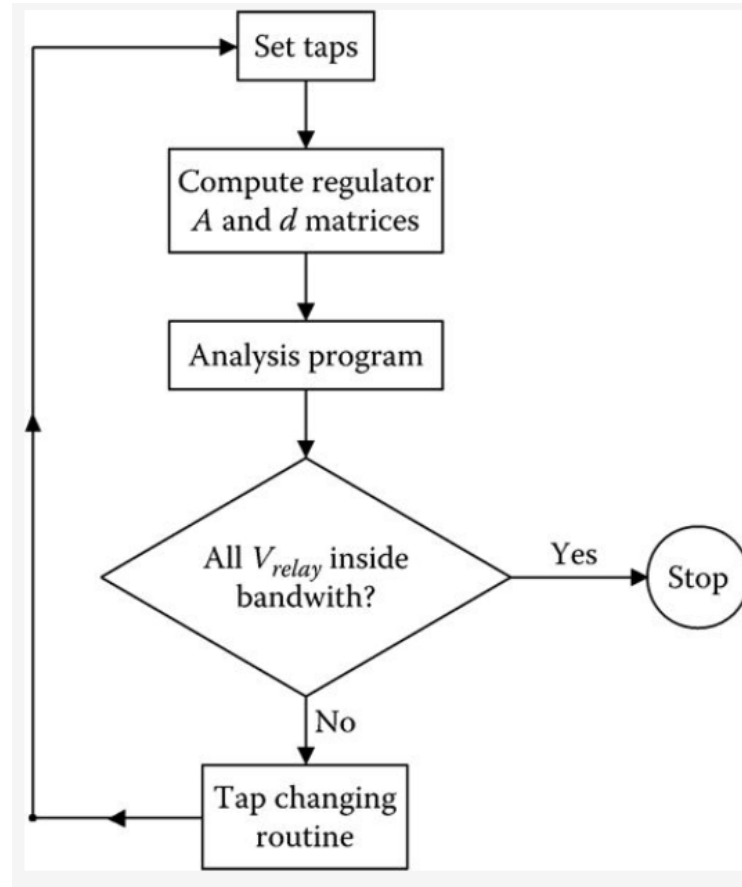 Set taps
Compute regulator
A and d matrices
Analysis program
All V_relay inside
bandwith?
Yes
Stop
No
Tap changing
routine